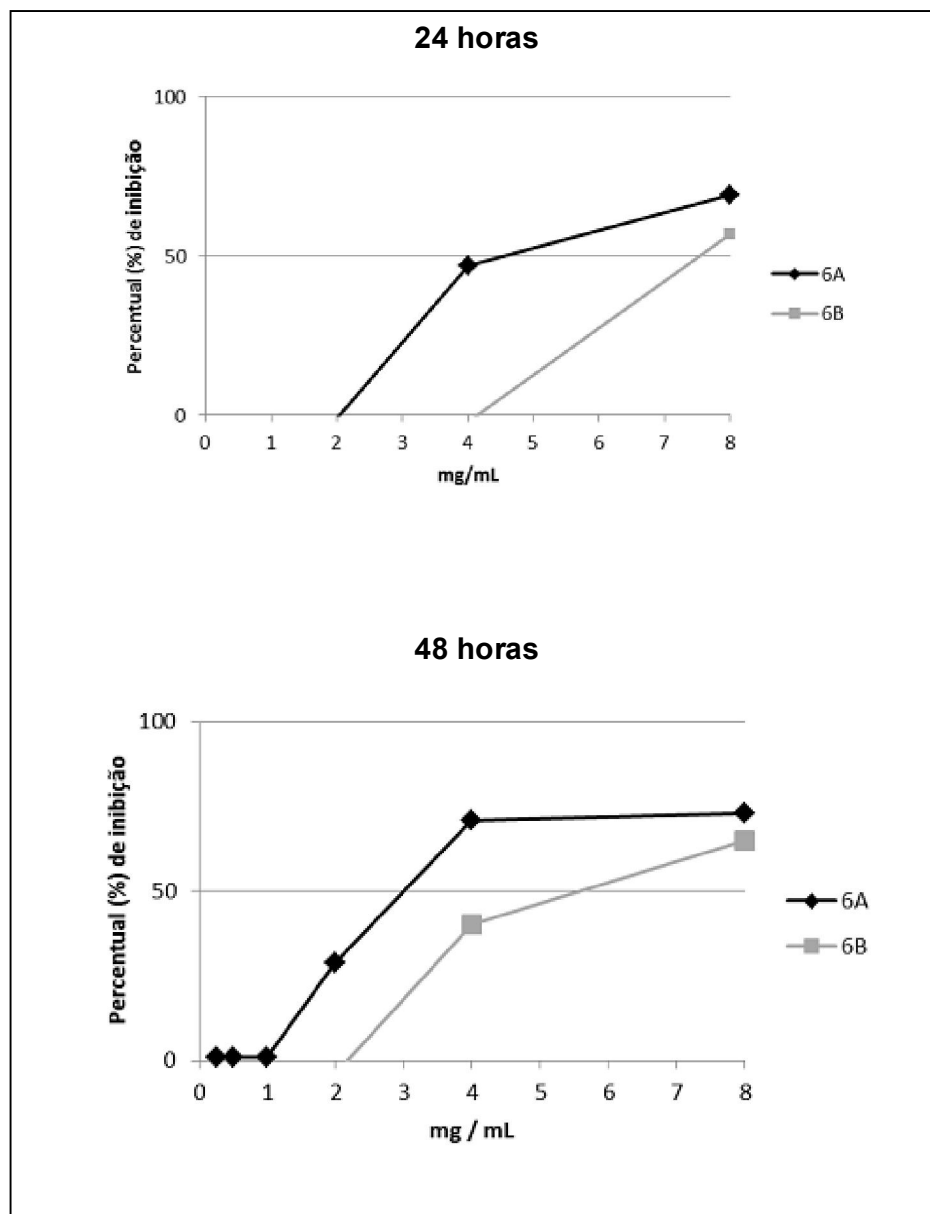 24 horas
Percentual (%) de inibição
100
50
0
0 1 2 3 4 5 6 7 8
mg/mL
6A
6B
48 horas
Percentual (%) de inibição
100
50
0
0 1 2 3 4 5 6 7 8
mg / mL
6A
6B